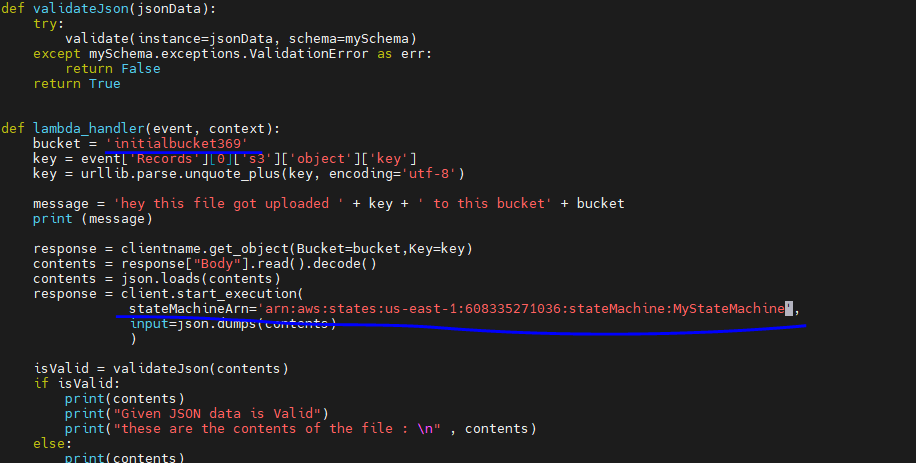 def validateJson(jsonData):
    try:
        validate(instance=jsonData, schema=mySchema)
    except mySchema.exceptions.ValidationError as err:
        return False
    return True
def lambda_handler(event, context):
    bucket = 'initialbucket369'
    key = event['Records'][0]['s3']['object']['key']
    key = urllib.parse.unquote_plus(key, encoding='utf-8')
    message = 'hey this file got uploaded ' + key + ' to this bucket' + bucket
    print (message)
    response = clientname.get_object(Bucket=bucket,Key=key)
    contents = response["Body"].read().decode()
    contents = json.loads(contents)
    response = client.start_execution(
                stateMachineArn='arn:aws:states:us-east-1:608335271036:stateMachine:MyStateMachine',
                input=json.dumps(contents)
                )
    isValid = validateJson(contents)
    if isValid:
        print(contents)
        print("Given JSON data is Valid")
        print("these are the contents of the file : \n" , contents)
    else:
        print(contents)